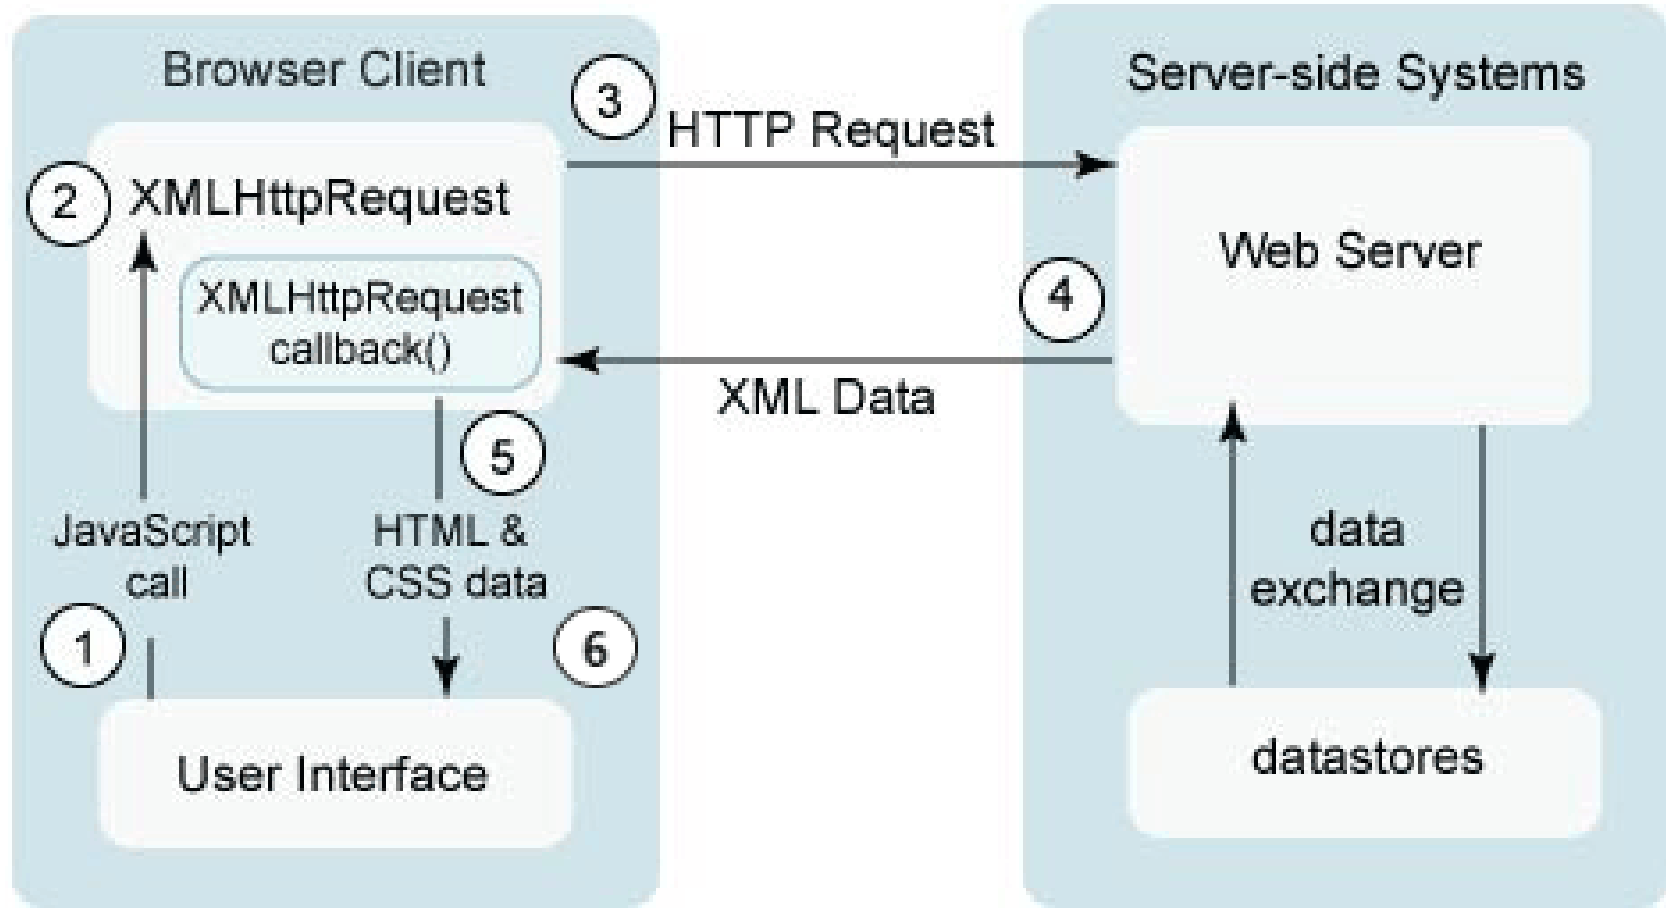 Browser Client
3
HTTP Request
Server-side Systems
2
XMLHttpRequest
XMLHttpRequest
callback()
Web Server
4
XML Data
5
JavaScript
call
HTML &
CSS data
data
exchange
1
6
User Interface
datastores